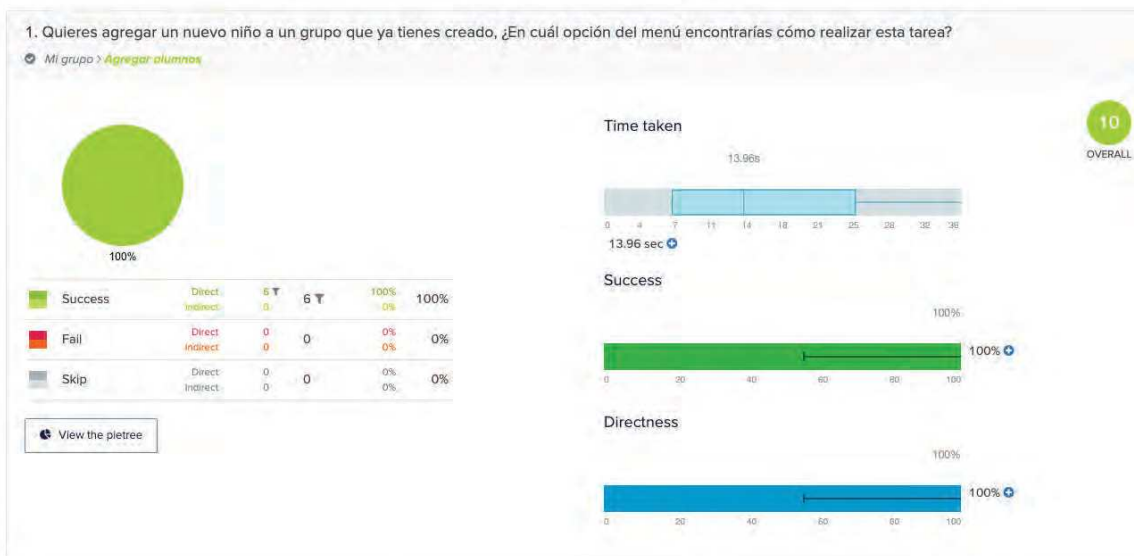 1. Quieres agregar un nuevo niño a un grupo que ya tienes creado, ¿En cuál opción del menú encontrarías cómo realizar esta tarea?
Mi grupo > Agregar alumnos
100%
Success Direct 6 6 100% 100%
Indirect 0 0%
Fail Direct 0 0 0% 0%
Indirect 0 0%
Skip Direct 0 0 0% 0%
Indirect 0 0%
View the pietree
Time taken
13.96s
0 4 7 11 14 18 21 25 28 32 36
13.96 sec
Success
100%
100%
0 20 40 60 80 100
Directness
100%
100%
0 20 40 60 80 100
10
OVERALL